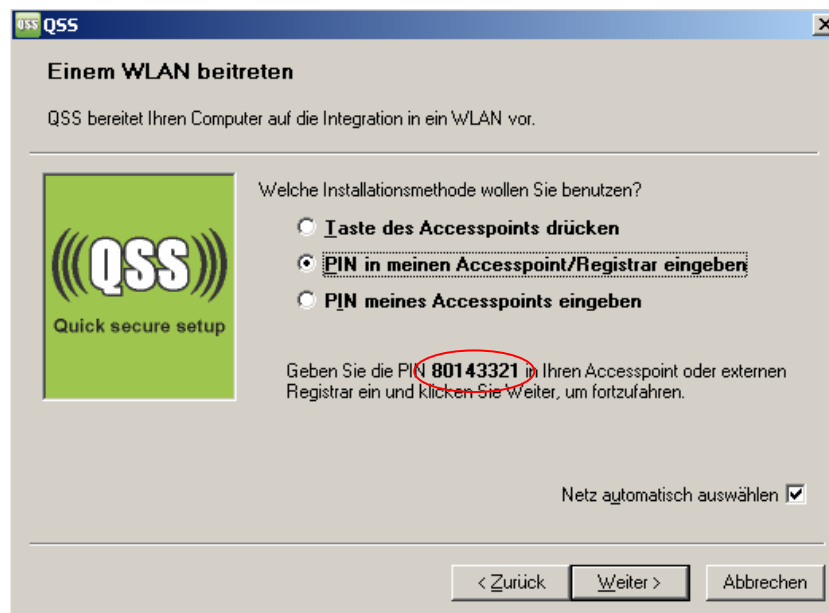 QSS QSS
Einem WLAN beitreten
QSS bereitet Ihren Computer auf die Integration in ein WLAN vor.
Welche Installationsmethode wollen Sie benutzen?
Taste des Accesspoints drücken
PIN in meinen Accesspoint/Registrar eingeben
PIN meines Accesspoints eingeben
(((QSS)))
Quick secure setup
Geben Sie die PIN 80143321 in Ihren Accesspoint oder externen
Registrar ein und klicken Sie Weiter, um fortzufahren.
Netz automatisch auswählen
< Zurück
Weiter >
Abbrechen